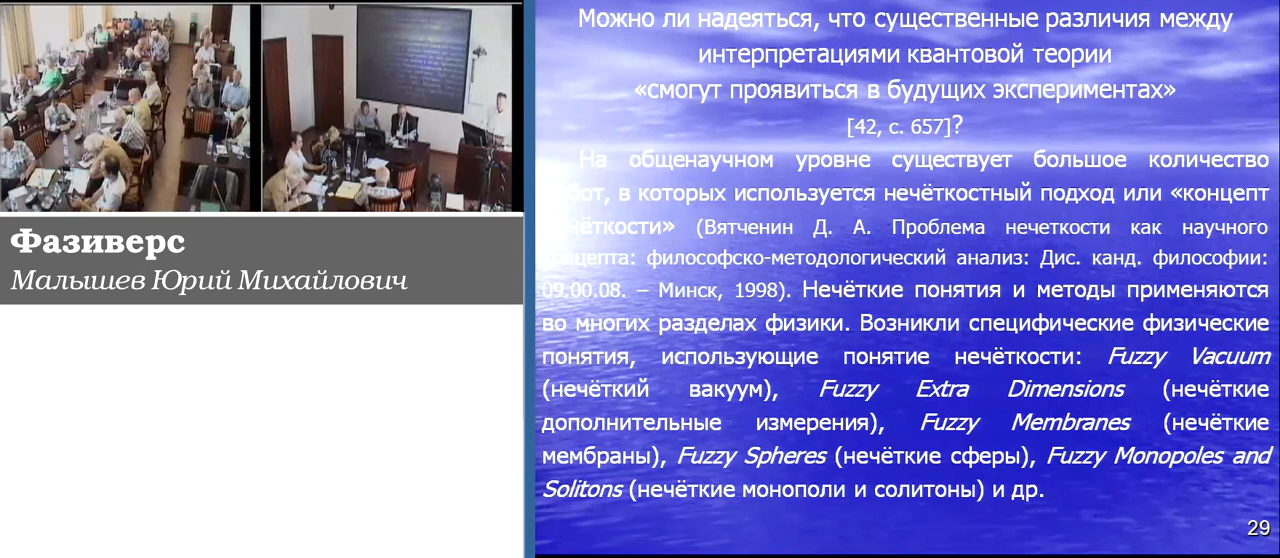 Фазиверс
Малышев Юрий Михайлович
Можно ли надеяться, что существенные различия между
интерпретациями квантовой теории
«смогут проявиться в будущих экспериментах»
[42, с. 657]?
На общенаучном уровне существует большое количество
работ, в которых используется нечёткостный подход или «концепт
нечёткости» (Вятченин Д. А. Проблема нечеткости как научного
концепта: философско-методологический анализ: Дис. канд. философии:
09.00.08. – Минск, 1998). Нечёткие понятия и методы применяются
во многих разделах физики. Возникли специфические физические
понятия, использующие понятие нечёткости: Fuzzy Vacuum
(нечёткий вакуум), Fuzzy Extra Dimensions (нечёткие
дополнительные измерения), Fuzzy Membranes (нечёткие
мембраны), Fuzzy Spheres (нечёткие сферы), Fuzzy Monopoles and
Solitons (нечёткие монополи и солитоны) и др.
29